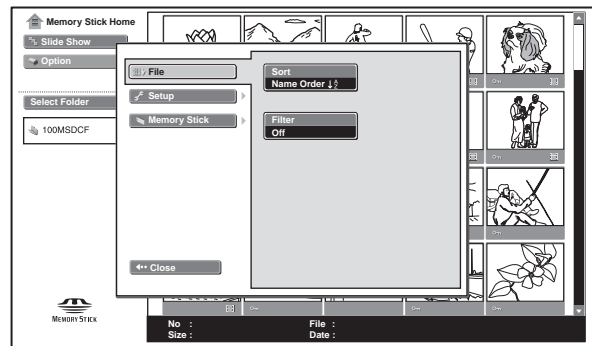 Memory Stick Home
Slide Show
Option
Select Folder
100MSDCF
File
Setup
Memory Stick
Close
Sort
Name Order
Filter
Off
MEMORY STICK
No :
Size :
File :
Date :